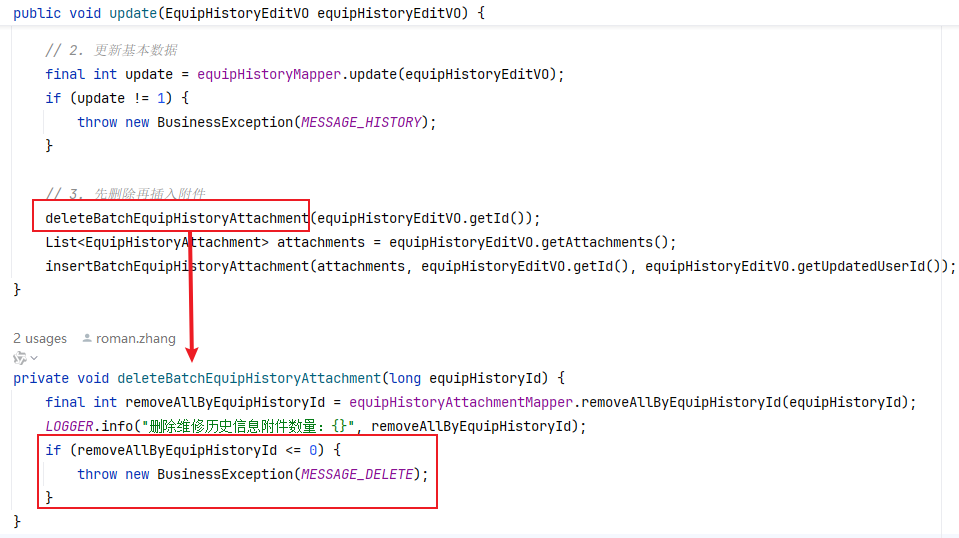 public void update(EquipHistoryEditVO equipHistoryEditVO) {
// 2. 更新基本数据
final int update = equipHistoryMapper.update(equipHistoryEditVO);
if (update != 1) {
throw new BusinessException(MESSAGE_HISTORY);
}
// 3. 先删除再插入附件
deleteBatchEquipHistoryAttachment(equipHistoryEditVO.getId());
List<EquipHistoryAttachment> attachments = equipHistoryEditVO.getAttachments();
insertBatchEquipHistoryAttachment(attachments, equipHistoryEditVO.getId(), equipHistoryEditVO.getUpdatedUserId());
}
2 usages roman.zhang
private void deleteBatchEquipHistoryAttachment(long equipHistoryId) {
final int removeAllByEquipHistoryId = equipHistoryAttachmentMapper.removeAllByEquipHistoryId(equipHistoryId);
LOGGER.info("删除维修历史信息附件数量：{}", removeAllByEquipHistoryId);
if (removeAllByEquipHistoryId <= 0) {
throw new BusinessException(MESSAGE_DELETE);
}
}